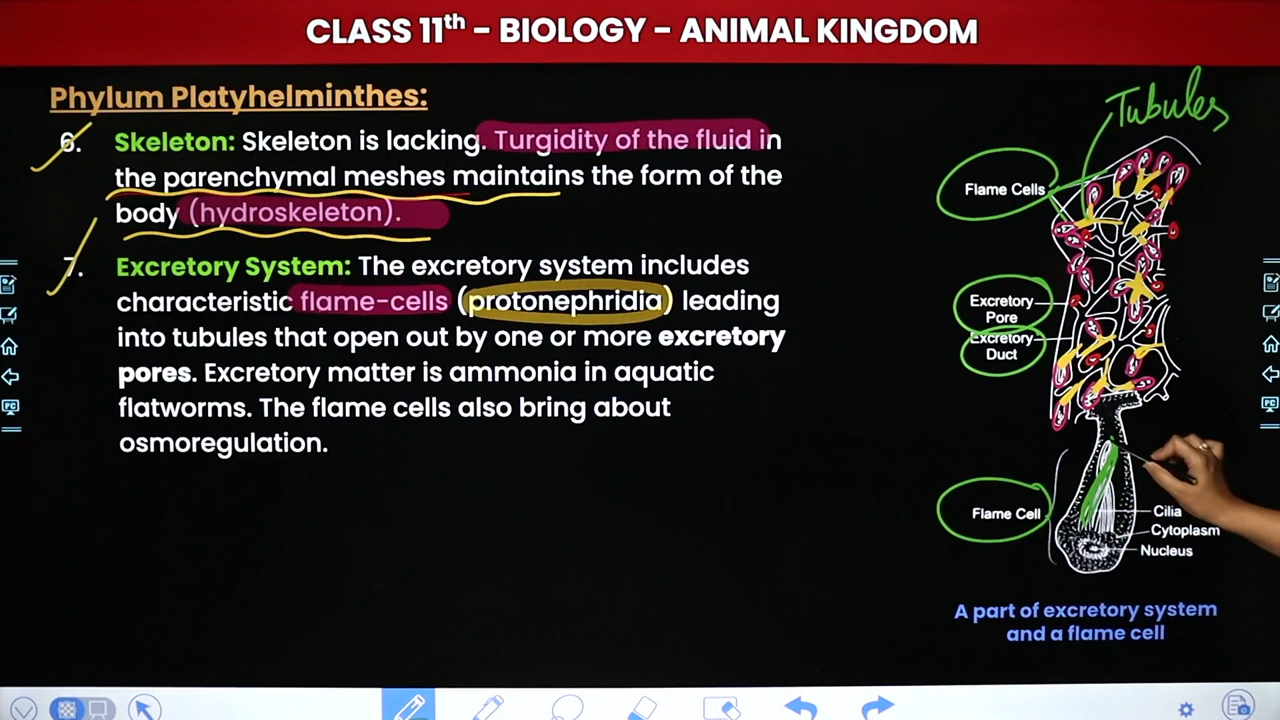 CLASS 11th - BIOLOGY - ANIMAL KINGDOM
Phylum Platyhelminthes:
6. Skeleton: Skeleton is lacking. Turgidity of the fluid in
the parenchymal meshes maintains the form of the
body (hydroskeleton).
7. Excretory System: The excretory system includes
characteristic flame-cells (protonephridia) leading
into tubules that open out by one or more excretory
pores. Excretory matter is ammonia in aquatic
flatworms. The flame cells also bring about
osmoregulation.
Tubules
Flame Cells
Excretory
Pore
Excretory
Duct
Flame Cell
Cilia
Cytoplasm
Nucleus
A part of excretory system
and a flame cell
PC
PC